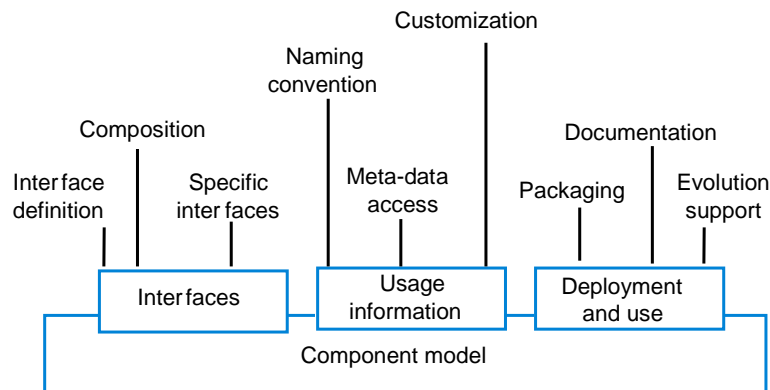 Customization
Naming
convention
Composition
Documentation
Interface
definition
Specific
interfaces
Meta-data
access
Packaging
Evolution
support
Interfaces
Usage
information
Deployment
and use
Component model